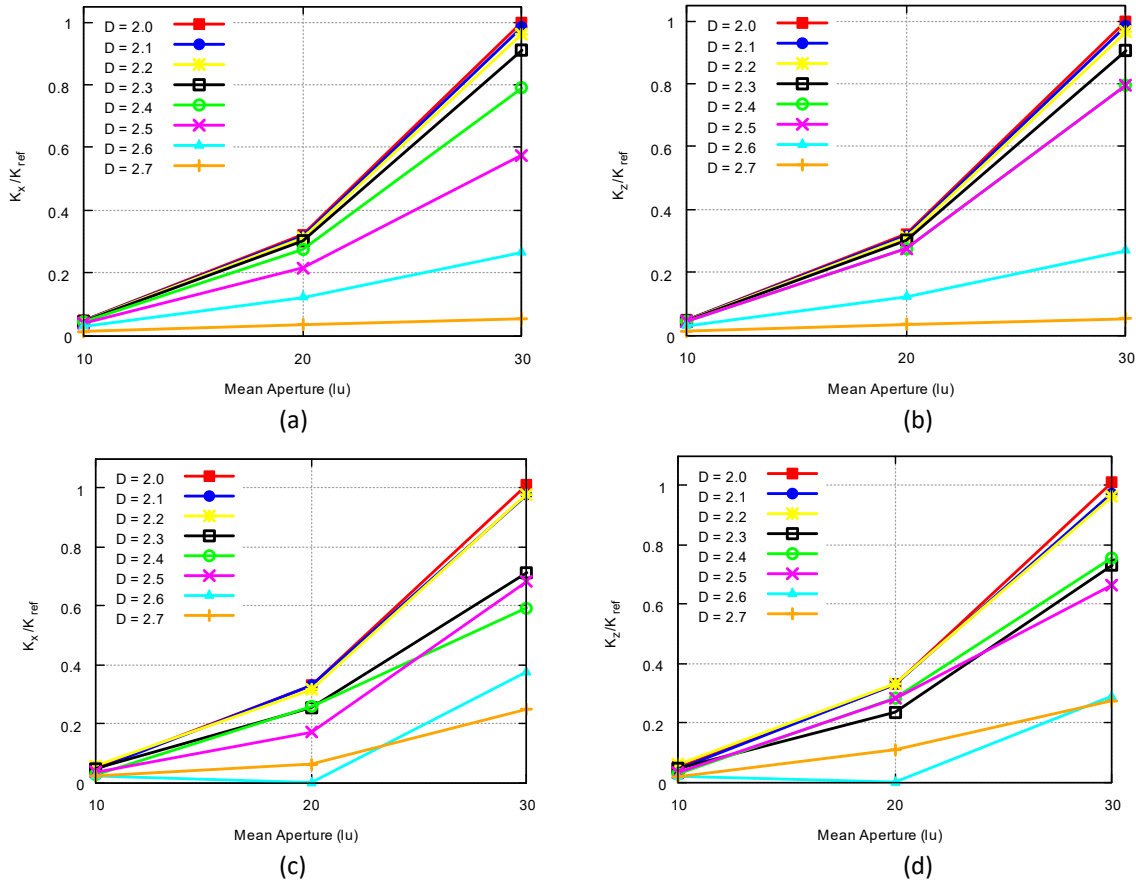 D = 2.0
D = 2.1
D = 2.2
D = 2.3
D = 2.4
D = 2.5
D = 2.6
D = 2.7
1
0.8
0.6
0.4
0.2
0
10
20
30
Kx/Kref
Mean Aperture (lu)
(a)
D = 2.0
D = 2.1
D = 2.2
D = 2.3
D = 2.4
D = 2.5
D = 2.6
D = 2.7
1
0.8
0.6
0.4
0.2
0
10
20
30
Kz/Kref
Mean Aperture (lu)
(b)
D = 2.0
D = 2.1
D = 2.2
D = 2.3
D = 2.4
D = 2.5
D = 2.6
D = 2.7
1
0.8
0.6
0.4
0.2
0
10
20
30
Kx/Kref
Mean Aperture (lu)
(c)
D = 2.0
D = 2.1
D = 2.2
D = 2.3
D = 2.4
D = 2.5
D = 2.6
D = 2.7
1
0.8
0.6
0.4
0.2
0
10
20
30
Kz/Kref
Mean Aperture (lu)
(d)